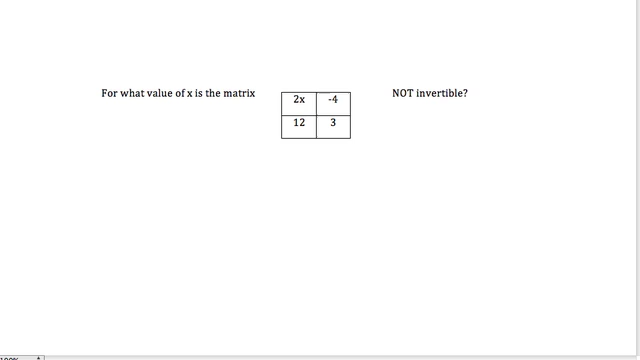 For what value of x is the matrix
2x -4
12 3
NOT invertible?